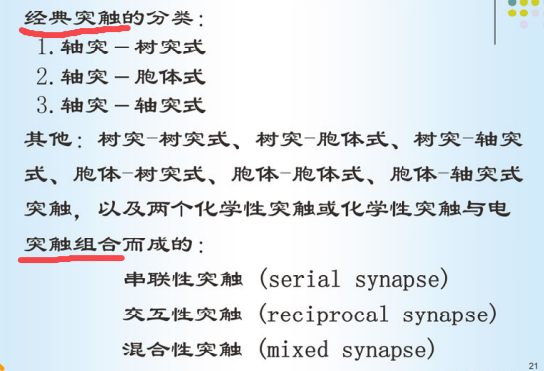 经典突触的分类：
1. 轴突－树突式
2. 轴突－胞体式
3. 轴突－轴突式
其他：树突-树突式、树突-胞体式、树突-轴突
式、胞体-树突式、胞体-胞体式、胞体-轴突式
突触，以及两个化学性突触或化学性突触与电
突触组合而成的：
串联性突触 (serial synapse)
交互性突触 (reciprocal synapse)
混合性突触 (mixed synapse)
21